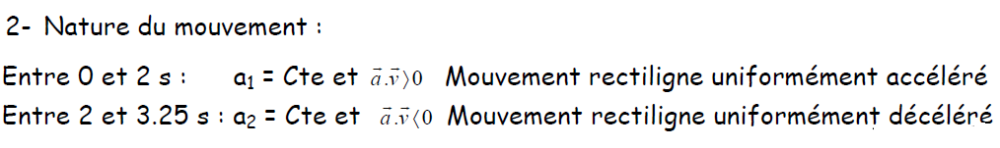 2- Nature du mouvement :
Entre 0 et 2 s : a₁ = Cte et \(\vec{a}.\vec{v}\rangle 0\) Mouvement rectiligne uniformément accéléré
Entre 2 et 3.25 s : a₂ = Cte et \(\vec{a}.\vec{v}\langle 0\) Mouvement rectiligne uniformément décéléré